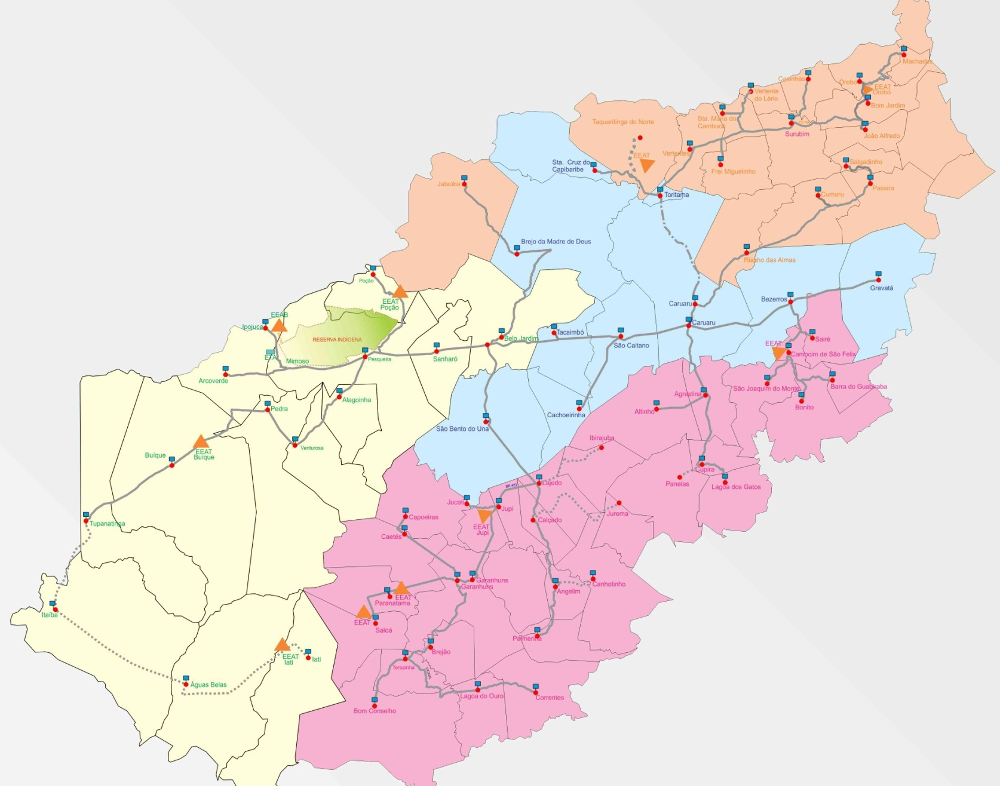 Machados
Casinhas
Orobó
EEAT
Orobó
Vertente
do Lério
Bom Jardim
Sta. Maria do
Cambucá
Taquaritinga do Norte
Surubim
João Alfredo
Vertentes
EEAT
Sta. Cruz do
Capibaribe
Salgadinho
Frei Miguelinho
Jataúba
Passira
Toritama
Cumaru
Brejo da Madre de Deus
Riacho das Almas
Poção
Gravatá
EEAT
Poção
Bezerros
Caruaru
EEAB
Ipojuca
Caruaru
Tacaimbó
RESERVA INDÍGENA
Belo Jardim
São Caitano
Sairé
EEAT
Camocim de São Felix
ETA
Mimoso
Pesqueira
Sanharó
Arcoverde
São Joaquim do Monte
Barra do Guabiraba
Agrestina
Alagoinha
Bonito
Pedra
Altinho
Cachoeirinha
São Bento do Una
Ibirajuba
Venturosa
EEAT
Buíque
Buíque
Cupira
Lajedo
BR 423
Panelas
Lagoa dos Gatos
Jucati
Jupi
Jurema
Capoeiras
Calçado
Tupanatinga
EEAT
Jupi
Caetés
Garanhuns
Garanhuns
Canhotinho
Angelim
EEAT
Paranatama
Itaíba
EEAT
Saloá
Palmerina
Brejão
EEAT
Iati
Iati
Terezinha
Águas Belas
Lagoa do Ouro
Correntes
Bom Conselho